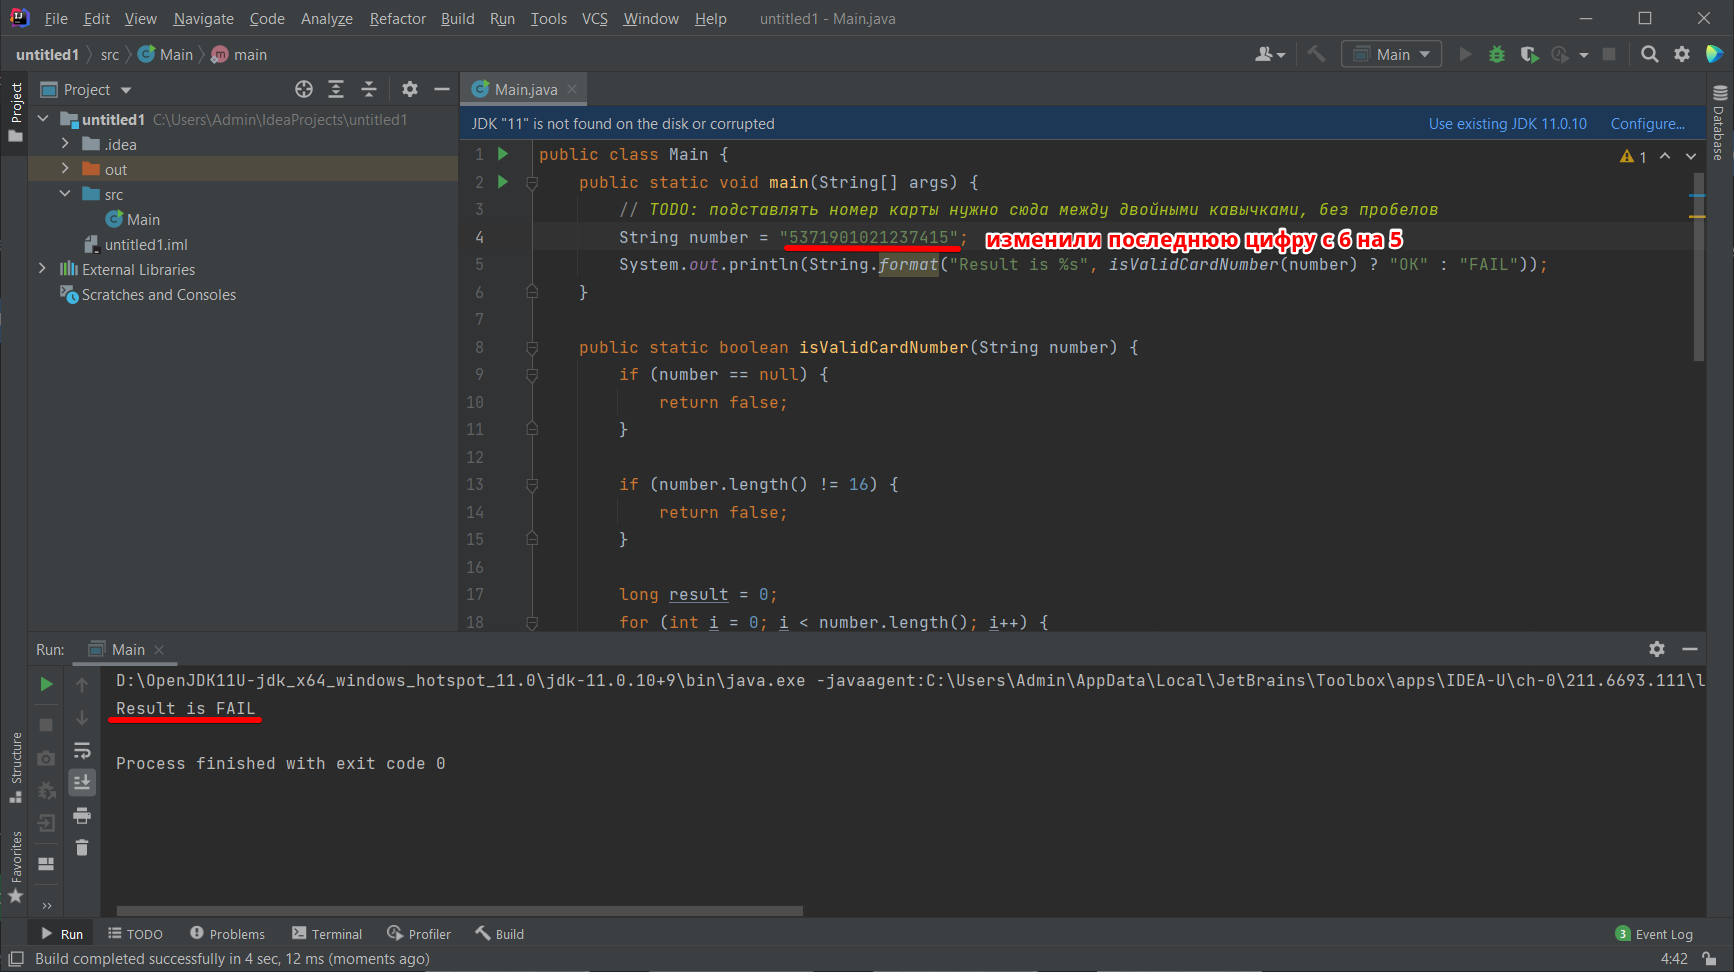 File Edit View Navigate Code Analyze Refactor Build Run Tools VCS Window Help untitled1 - Main.java
untitled1 src Main main Main
Project
Project
Main.java
untitled1 C:\Users\Admin\IdeaProjects\untitled1
.idea
out
src
Main
untitled1.iml
External Libraries
Scratches and Consoles
JDK "11" is not found on the disk or corrupted Use existing JDK 11.0.10 Configure...
Database
1 public class Main {
1
2 public static void main(String[] args) {
3 // TODO: подставлять номер карты нужно сюда между двойными кавычками, без пробелов
4 String number = "5371901021237415"; изменили последнюю цифру с 6 на 5
5 System.out.println(String.format("Result is %s", isValidCardNumber(number) ? "OK" : "FAIL"));
6 }
7
8 public static boolean isValidCardNumber(String number) {
9 if (number == null) {
10 return false;
11 }
12
13 if (number.length() != 16) {
14 return false;
15 }
16
17 long result = 0;
18 for (int i = 0; i < number.length(); i++) {
Run: Main
D:\OpenJDK11U-jdk_x64_windows_hotspot_11.0\jdk-11.0.10+9\bin\java.exe -javaagent:C:\Users\Admin\AppData\Local\JetBrains\Toolbox\apps\IDEA-U\ch-0\211.6693.111\l
Result is FAIL
Process finished with exit code 0
Structure
Favorites
Run TODO Problems Terminal Profiler Build 3 Event Log
Build completed successfully in 4 sec, 12 ms (moments ago) 4:42